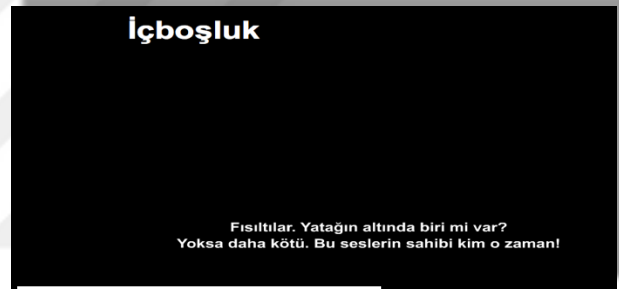 İçboşluk
Fısıltılar. Yatağın altında biri mi var?
Yoksa daha kötü. Bu seslerin sahibi kim o zaman!